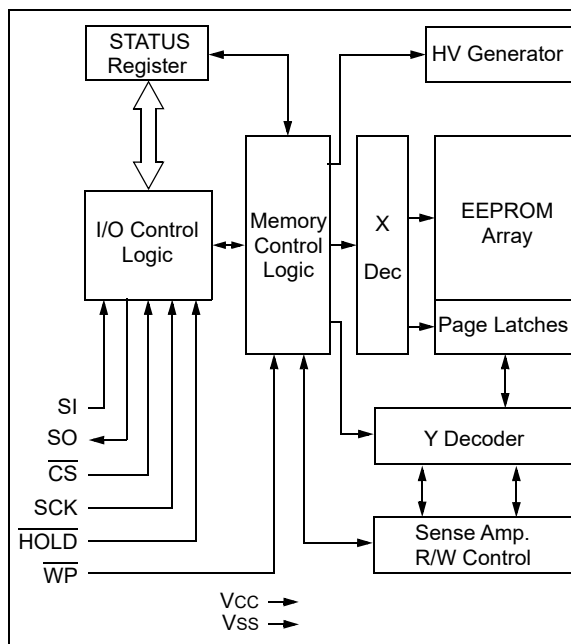 STATUS
Register
HV Generator
I/O Control
Logic
Memory
Control
Logic
X
Dec
EEPROM
Array
Page Latches
SI
SO
CS
SCK
HOLD
WP
Y Decoder
Sense Amp.
R/W Control
VCC
VSS